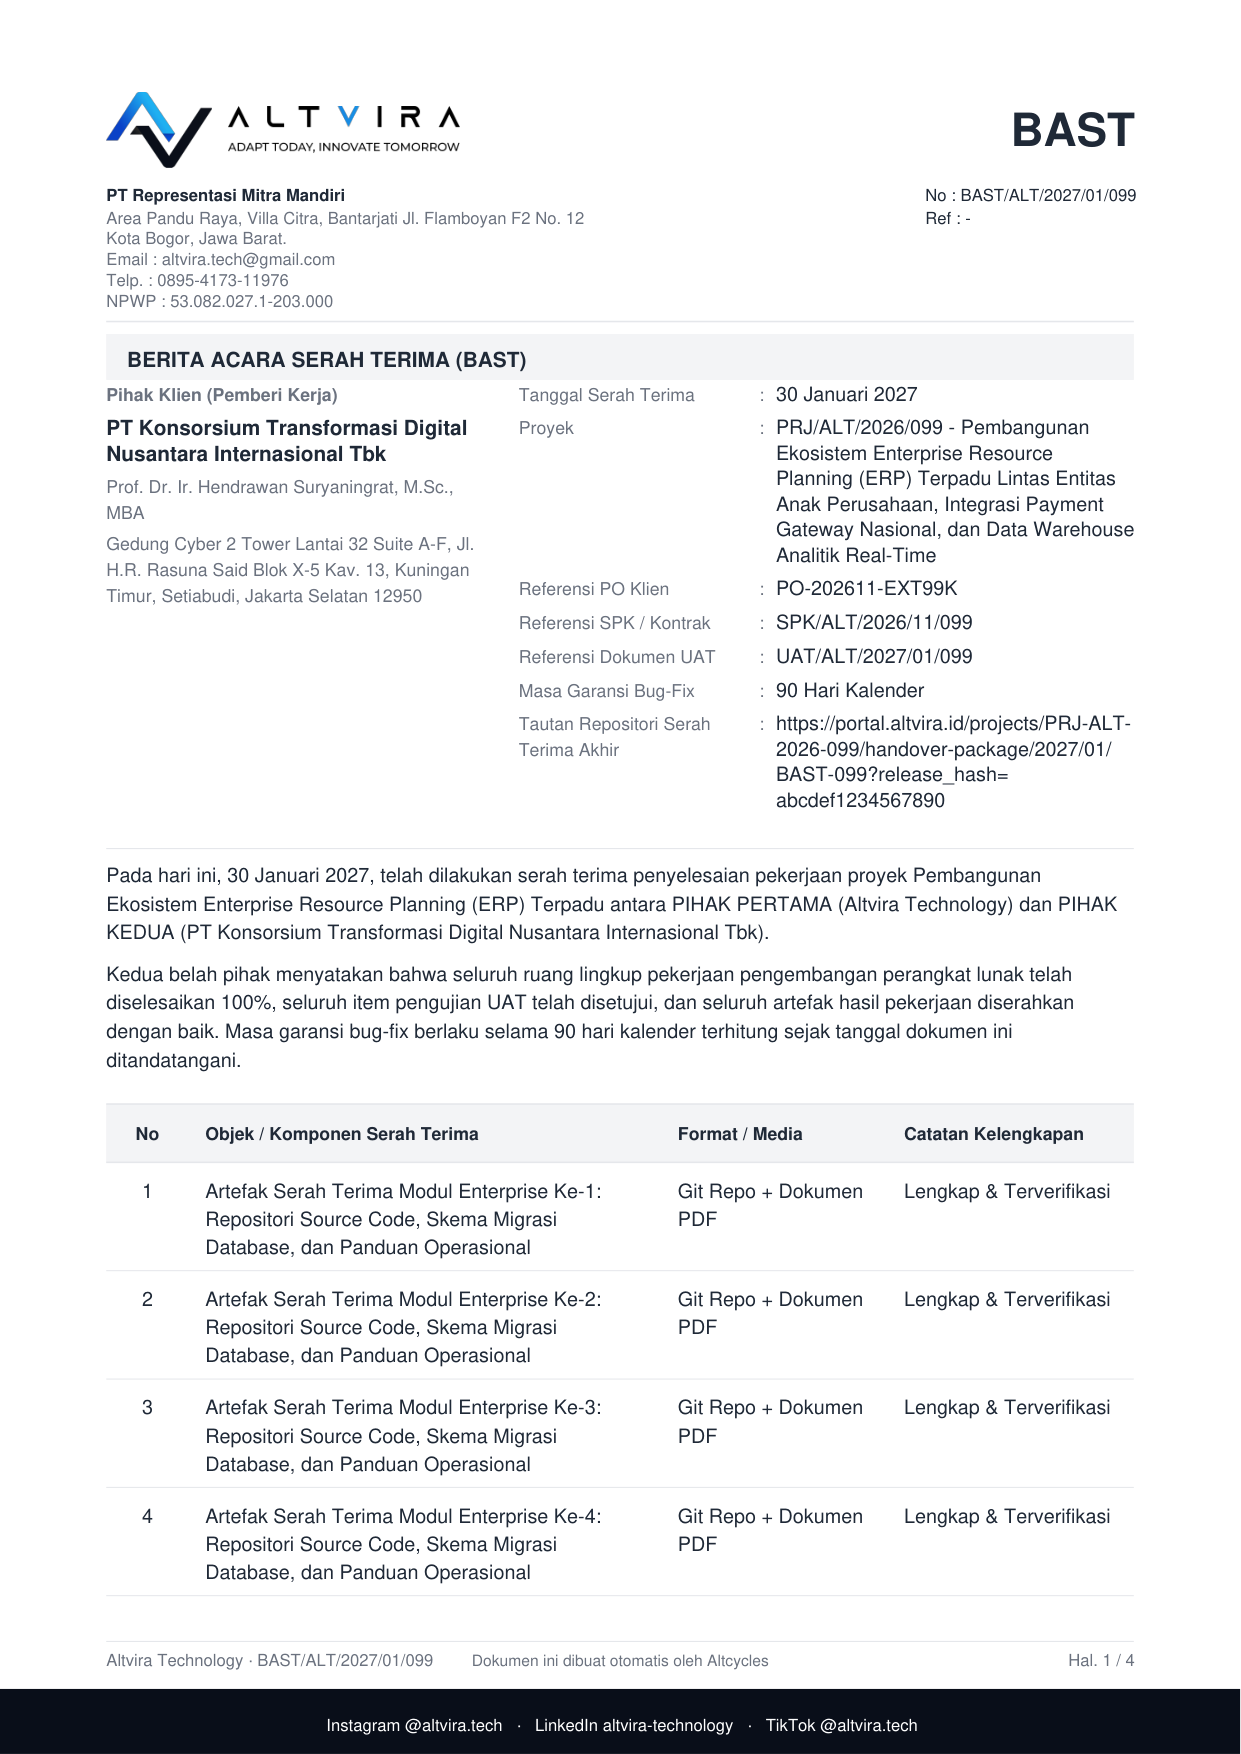 ALTVIRA
ADAPT TODAY, INNOVATE TOMORROW
BAST
PT Representasi Mitra Mandiri
Area Pandu Raya, Villa Citra, Bantarjati Jl. Flamboyan F2 No. 12
Kota Bogor, Jawa Barat.
Email : altvira.tech@gmail.com
Telp. : 0895-4173-11976
NPWP : 53.082.027.1-203.000
No : BAST/ALT/2027/01/099
Ref : -
BERITA ACARA SERAH TERIMA (BAST)
Pihak Klien (Pemberi Kerja)
PT Konsorsium Transformasi Digital
Nusantara Internasional Tbk
Prof. Dr. Ir. Hendrawan Suryaningrat, M.Sc.,
MBA
Gedung Cyber 2 Tower Lantai 32 Suite A-F, Jl.
H.R. Rasuna Said Blok X-5 Kav. 13, Kuningan
Timur, Setiabudi, Jakarta Selatan 12950
Tanggal Serah Terima : 30 Januari 2027
Proyek : PRJ/ALT/2026/099 - Pembangunan
Ekosistem Enterprise Resource
Planning (ERP) Terpadu Lintas Entitas
Anak Perusahaan, Integrasi Payment
Gateway Nasional, dan Data Warehouse
Analitik Real-Time
Referensi PO Klien : PO-202611-EXT99K
Referensi SPK / Kontrak : SPK/ALT/2026/11/099
Referensi Dokumen UAT : UAT/ALT/2027/01/099
Masa Garansi Bug-Fix : 90 Hari Kalender
Tautan Repositori Serah : https://portal.altvira.id/projects/PRJ-ALT-
Terima Akhir 2026-099/handover-package/2027/01/
BAST-099?release_hash=
abcdef1234567890
Pada hari ini, 30 Januari 2027, telah dilakukan serah terima penyelesaian pekerjaan proyek Pembangunan
Ekosistem Enterprise Resource Planning (ERP) Terpadu antara PIHAK PERTAMA (Altvira Technology) dan PIHAK
KEDUA (PT Konsorsium Transformasi Digital Nusantara Internasional Tbk).
Kedua belah pihak menyatakan bahwa seluruh ruang lingkup pekerjaan pengembangan perangkat lunak telah
diselesaikan 100%, seluruh item pengujian UAT telah disetujui, dan seluruh artefak hasil pekerjaan diserahkan
dengan baik. Masa garansi bug-fix berlaku selama 90 hari kalender terhitung sejak tanggal dokumen ini
ditandatangani.
No Objek / Komponen Serah Terima Format / Media Catatan Kelengkapan
1 Artefak Serah Terima Modul Enterprise Ke-1: Git Repo + Dokumen Lengkap & Terverifikasi
Repositori Source Code, Skema Migrasi PDF
Database, dan Panduan Operasional
2 Artefak Serah Terima Modul Enterprise Ke-2: Git Repo + Dokumen Lengkap & Terverifikasi
Repositori Source Code, Skema Migrasi PDF
Database, dan Panduan Operasional
3 Artefak Serah Terima Modul Enterprise Ke-3: Git Repo + Dokumen Lengkap & Terverifikasi
Repositori Source Code, Skema Migrasi PDF
Database, dan Panduan Operasional
4 Artefak Serah Terima Modul Enterprise Ke-4: Git Repo + Dokumen Lengkap & Terverifikasi
Repositori Source Code, Skema Migrasi PDF
Database, dan Panduan Operasional
Altvira Technology · BAST/ALT/2027/01/099 Dokumen ini dibuat otomatis oleh Altcycles Hal. 1 / 4
Instagram @altvira.tech · LinkedIn altvira-technology · TikTok @altvira.tech